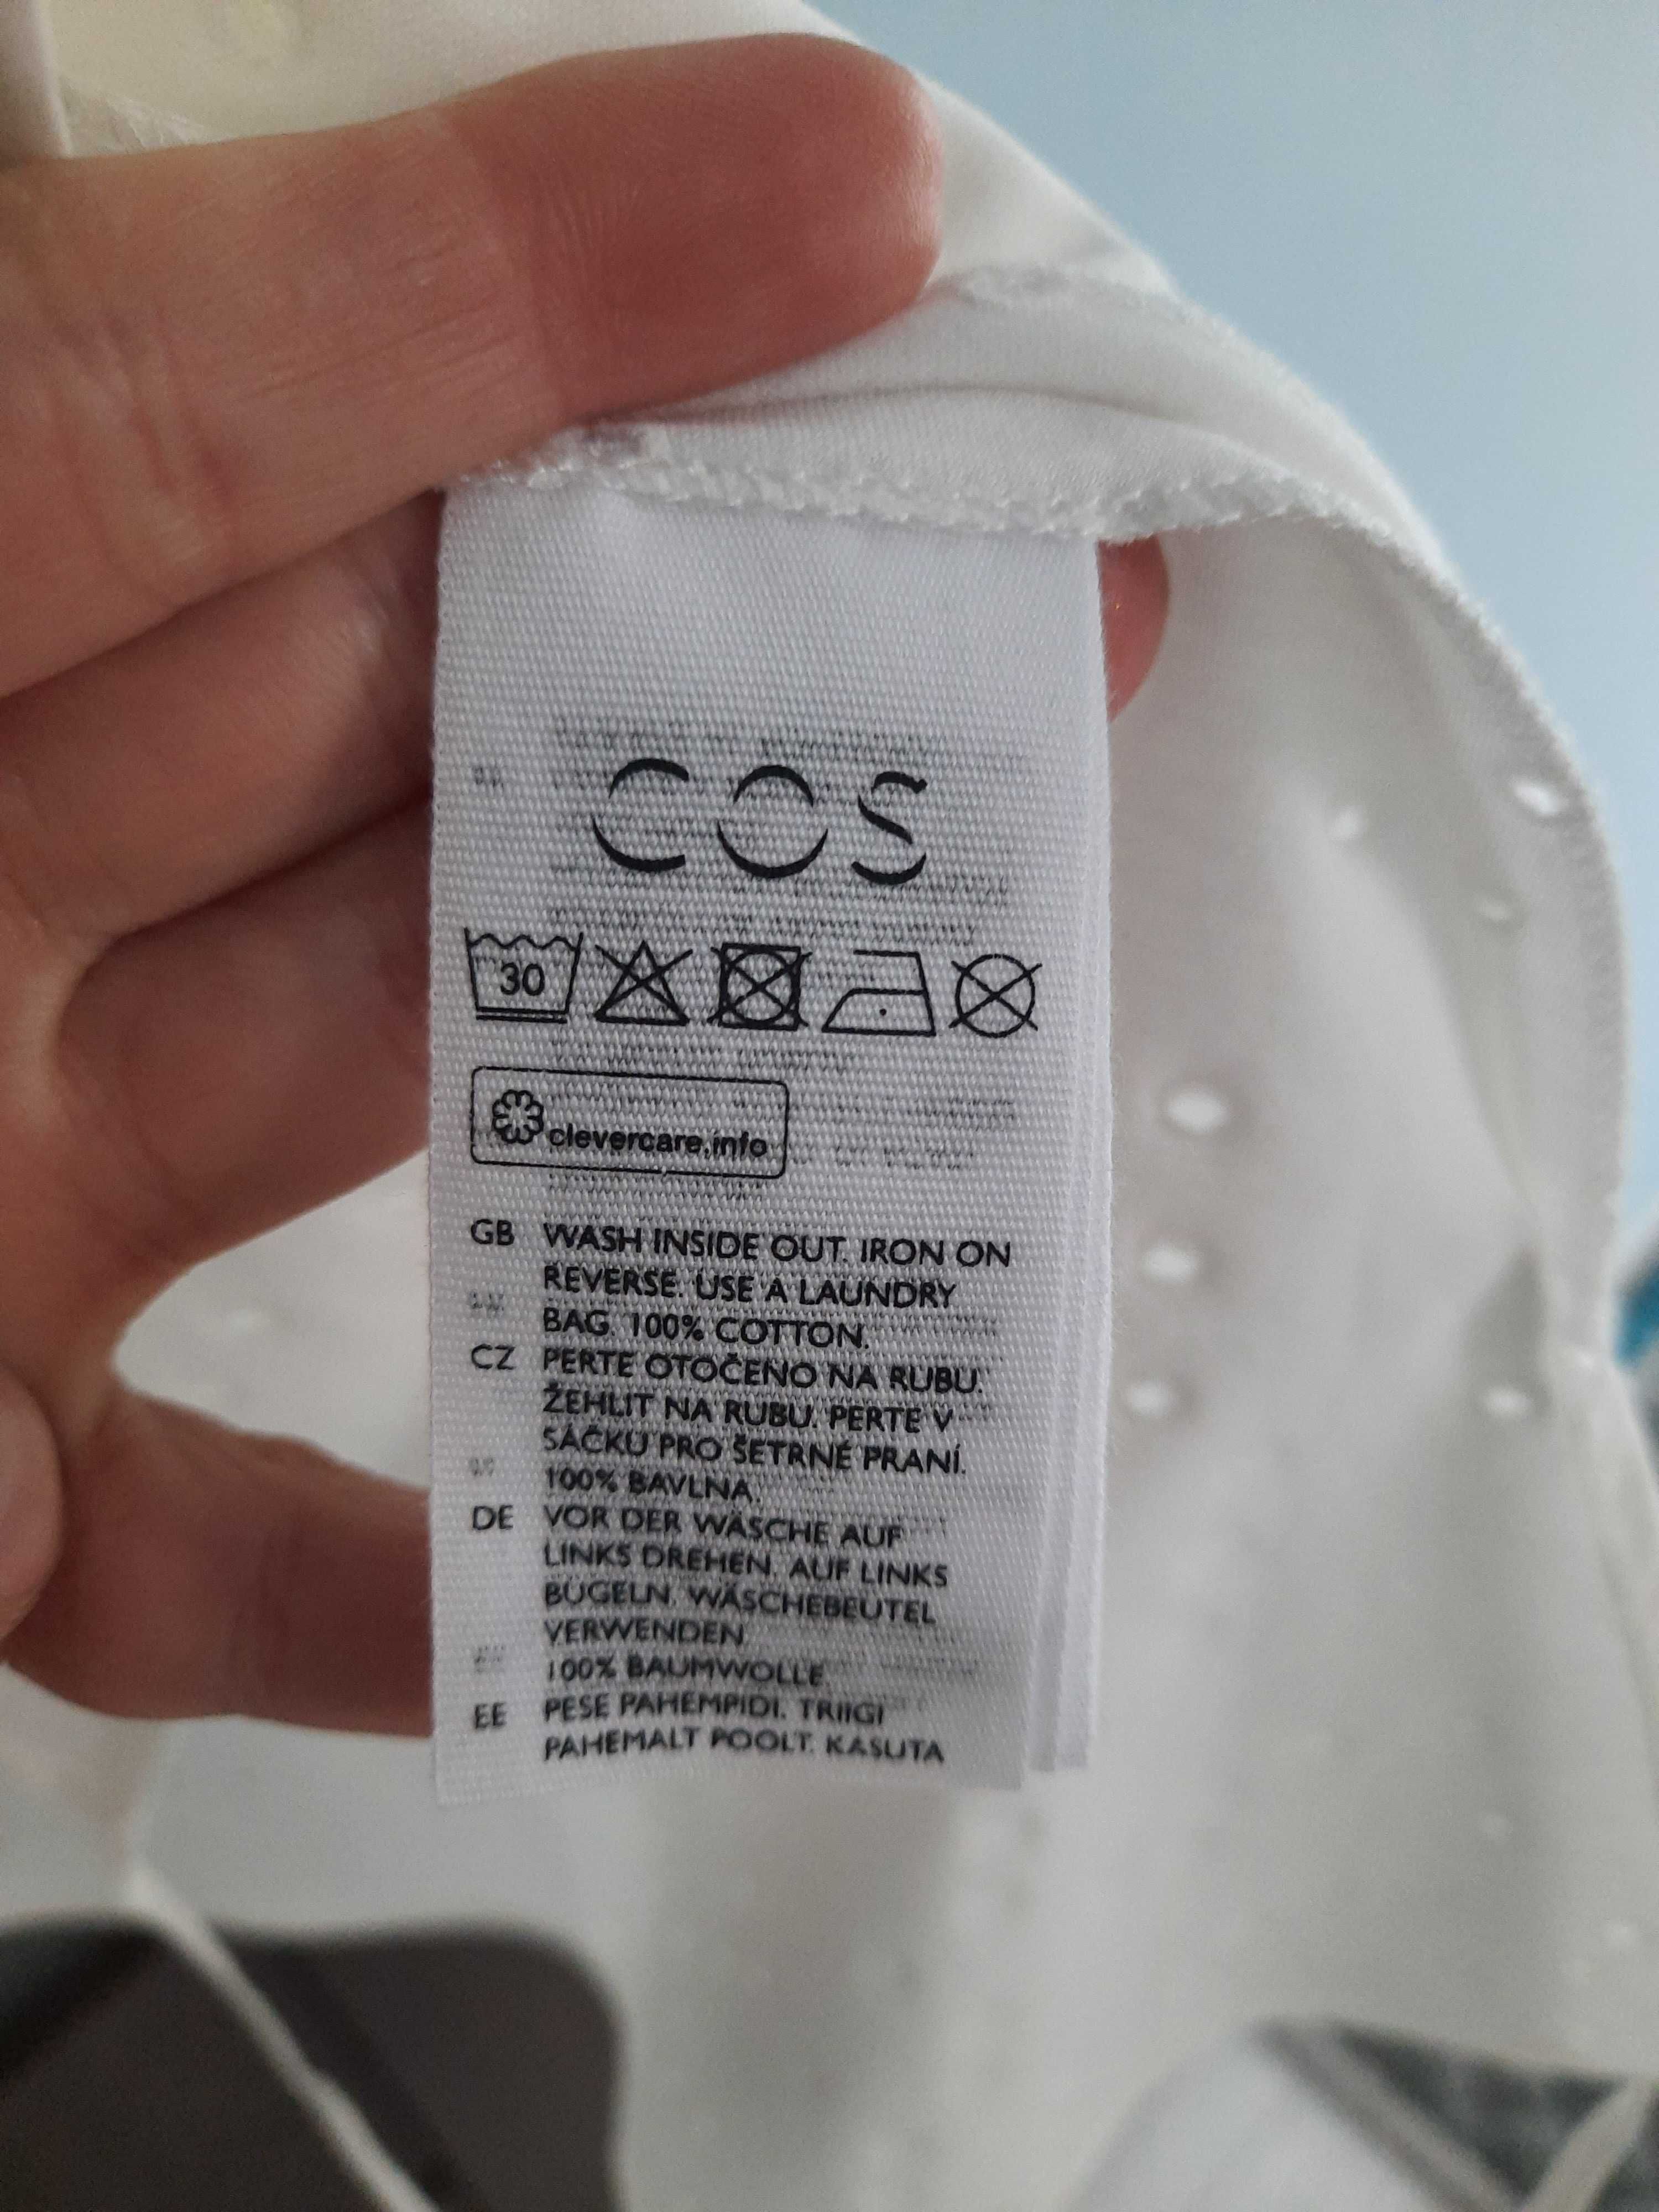 COS
30
clevercare.info
GB WASH INSIDE OUT. IRON ON
REVERSE. USE A LAUNDRY
BAG. 100% COTTON.
CZ PERTE OTOČENO NA RUBU.
ŽEHLIT NA RUBU. PERTE V
SÁČKU PRO ŠETRNÉ PRANÍ.
100% BAVLNA.
DE VOR DER WÄSCHE AUF
LINKS DREHEN. AUF LINKS
BÜGELN. WÄSCHEBEUTEL
VERWENDEN.
100% BAUMWOLLE.
EE PESE PAHEMPIDI. TRIIGI
PAHEMALT POOLT. KASUTA